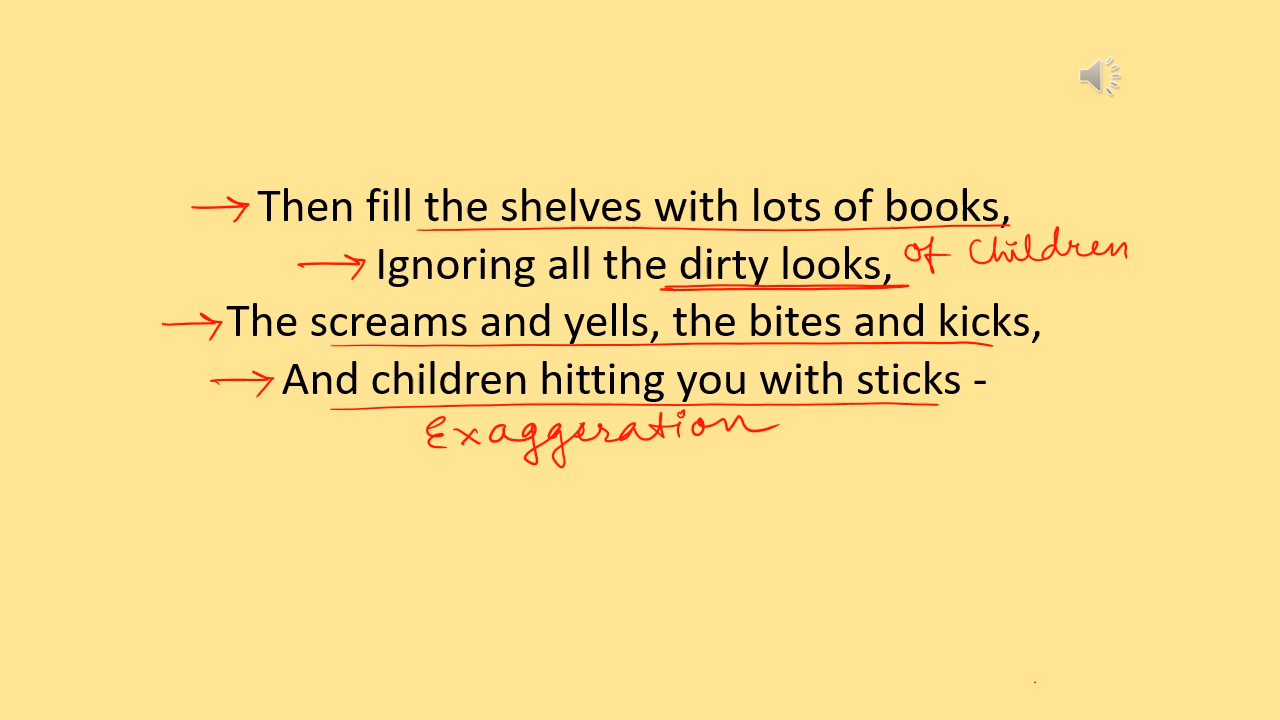 Then fill the shelves with lots of books,
Ignoring all the dirty looks, of Children
The screams and yells, the bites and kicks,
And children hitting you with sticks -
Exaggeration